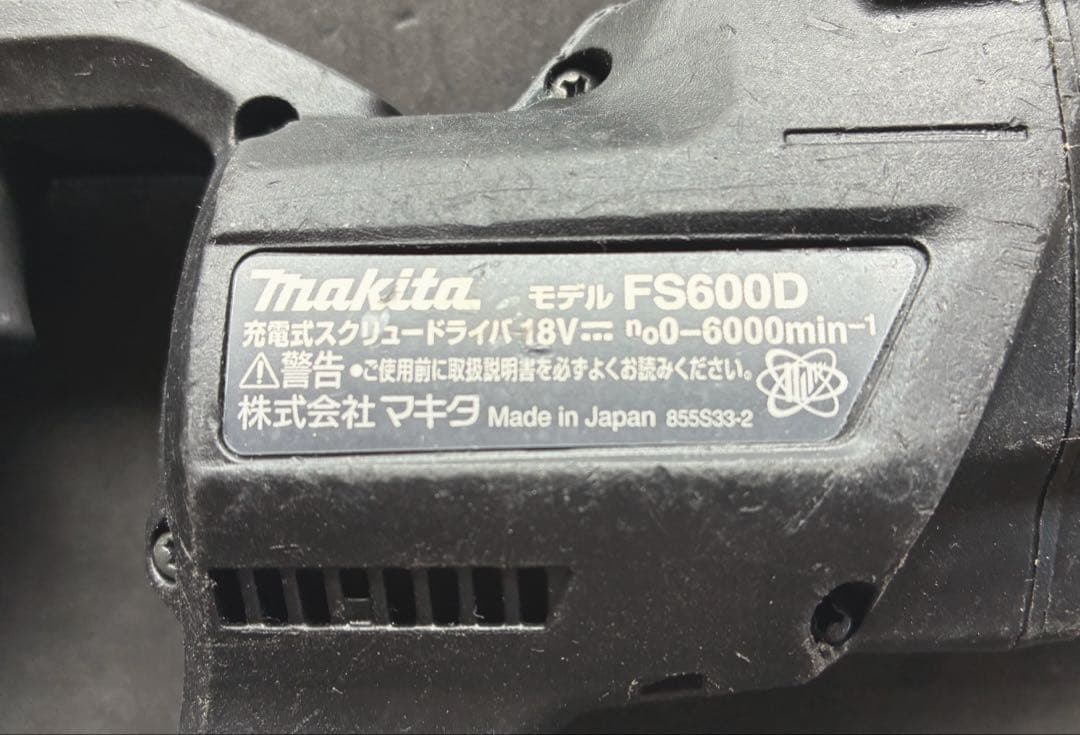 makita モデル FS600D
充電式スクリュードライバ 18V⎓ n₀0-6000min⁻¹
⚠警告 •ご使用前に取扱説明書を必ずよくお読みください。
株式会社マキタ Made in Japan 855S33-2